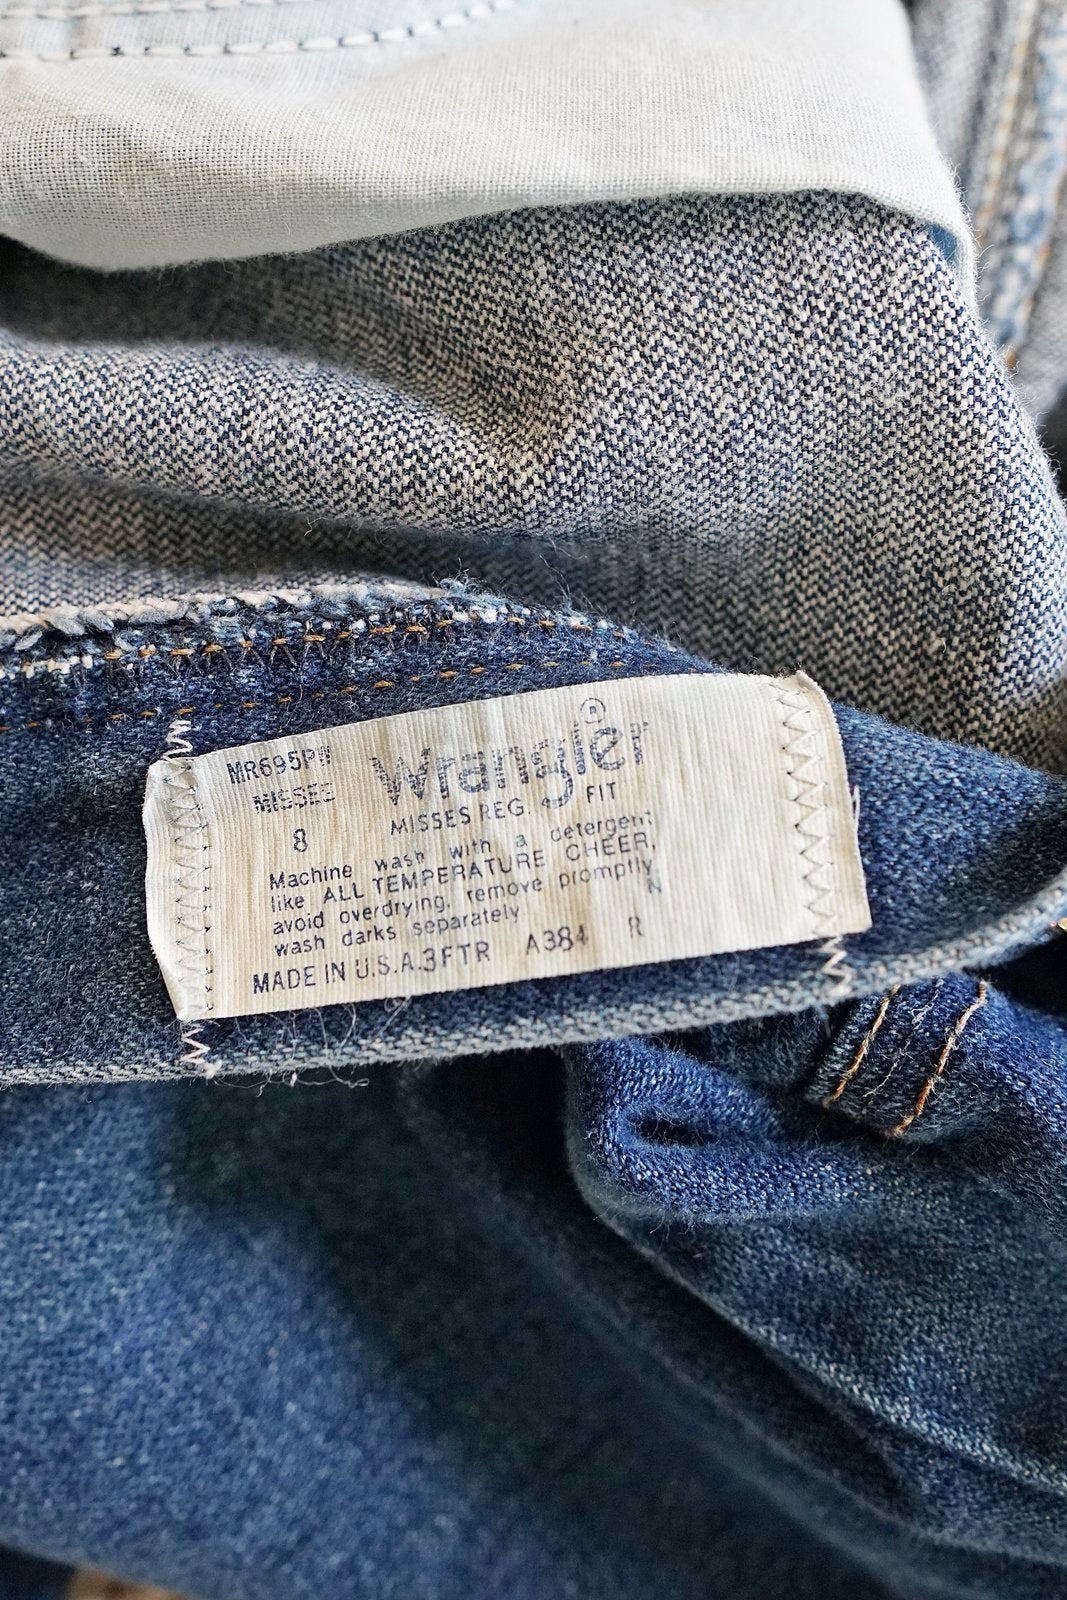 MR695PW
Wrangler®
MISSES
MISSES REG. FIT
8
Machine wash with a detergent
like ALL TEMPERATURE CHEER,
avoid overdrying, remove promptly,
wash darks separately
N
MADE IN U.S.A. 3FTR A384 R